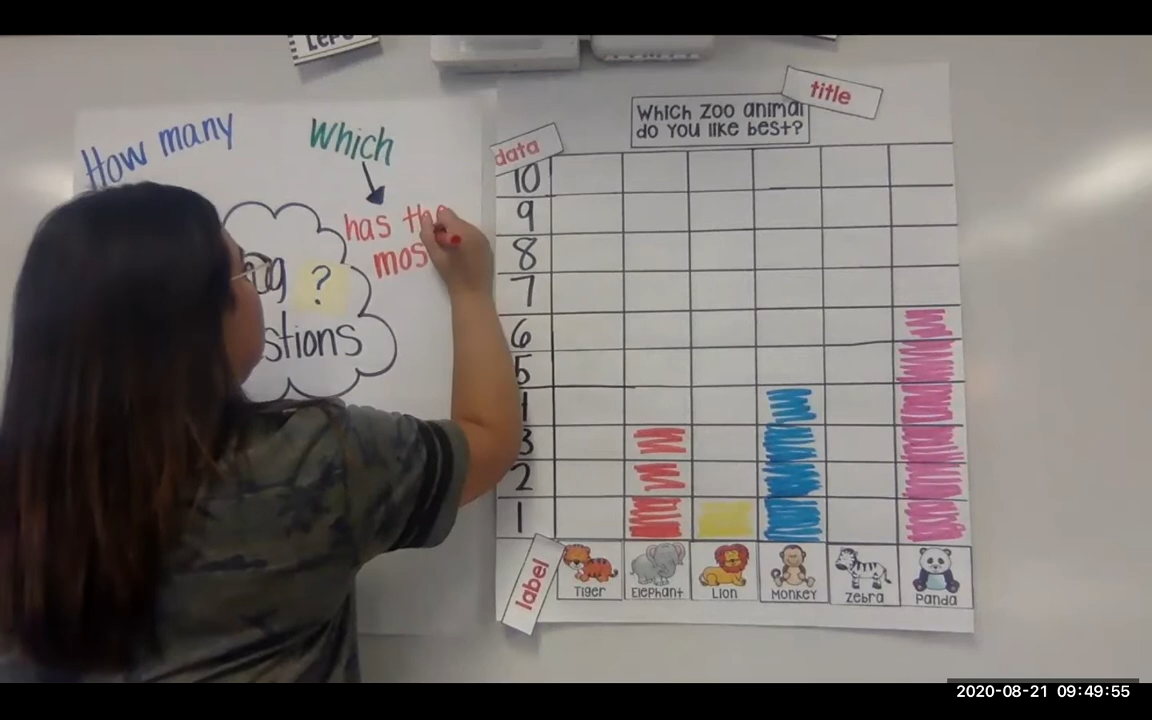 How many
Which
has the
mos
?
stions
title
Which Zoo animal
do you like best?
data
10
9
8
7
6
5
4
3
2
1
label
Tiger
Elephant
Lion
Monkey
Zebra
Panda
2020-08-21 09:49:55